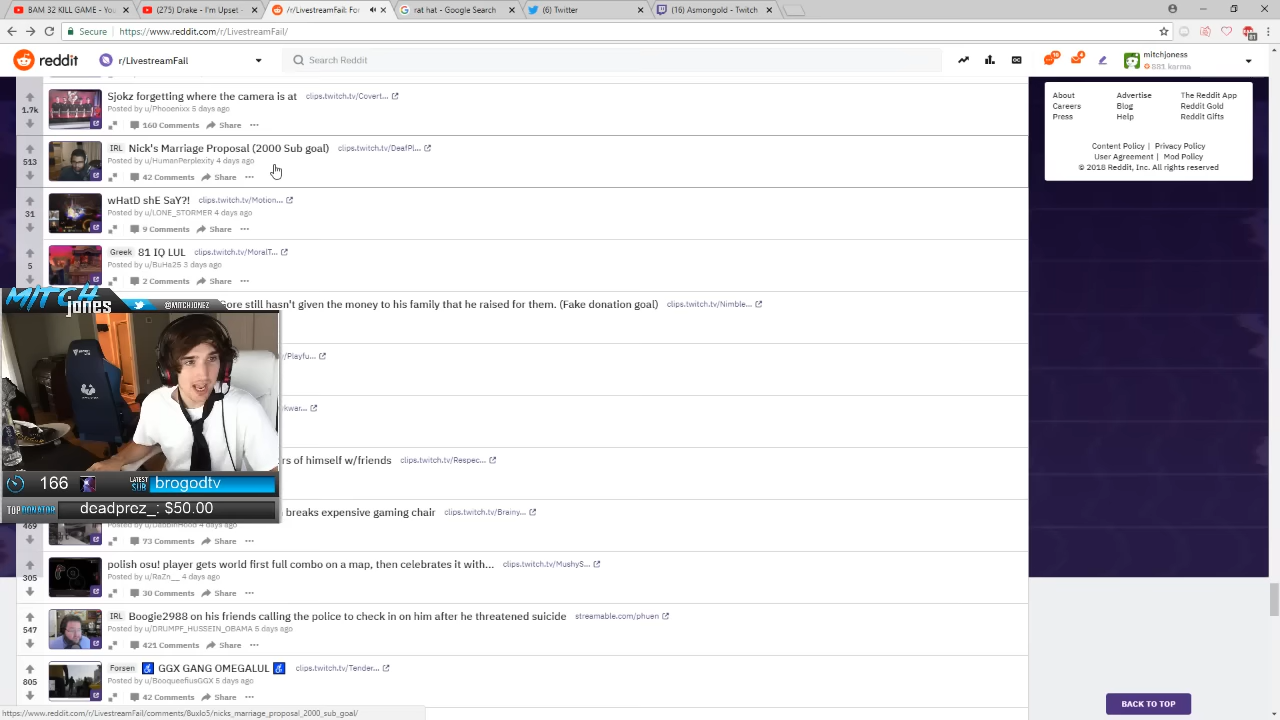 BAM 32 KILL GAME - You
(275) Drake - I'm Upset -
r/LivestreamFail: For
rat hat - Google Search
(6) Twitter
(16) Asmongold - Twitch
Secure
https://www.reddit.com/r/LivestreamFail/
reddit
r/LivestreamFail
Search Reddit
mitchjoness
881 karma
1.7k
Sjokz forgetting where the camera is at
clips.twitch.tv/Covert...
Posted by u/Phooenixx 5 days ago
160 Comments
Share
513
IRL
Nick's Marriage Proposal (2000 Sub goal)
clips.twitch.tv/DeafPl...
Posted by u/HumanPerplexity 4 days ago
42 Comments
Share
31
wHatD shE SaY?!
clips.twitch.tv/Motion...
Posted by u/LONE_STORMER 4 days ago
9 Comments
Share
5
Greek
81 IQ LUL
clips.twitch.tv/MoralT...
Posted by u/BuHa25 3 days ago
2 Comments
Share
Gore still hasn't given the money to his family that he raised for them. (Fake donation goal)
clips.twitch.tv/Nimble...
/Playfu...
kwar...
rs of himself w/friends
clips.twitch.tv/Respec...
breaks expensive gaming chair
clips.twitch.tv/Brainy...
469
Posted by u/DabbinHood 4 days ago
73 Comments
Share
305
polish osu! player gets world first full combo on a map, then celebrates it with...
clips.twitch.tv/MushyS...
Posted by u/RaZn__ 4 days ago
30 Comments
Share
547
IRL
Boogie2988 on his friends calling the police to check in on him after he threatened suicide
streamable.com/phuen
Posted by u/DRUMPF_HUSSEIN_OBAMA 5 days ago
421 Comments
Share
805
Forsen
♿ GGX GANG OMEGALUL ♿
clips.twitch.tv/Tender...
Posted by u/BooqueefiusGGX 5 days ago
42 Comments
Share
MITCH
jones
@MITCHJONEZ
166
LATEST SUB
brogodtv
TOP DONATOR
deadprez_: $50.00
About
Advertise
The Reddit App
Careers
Blog
Reddit Gold
Press
Help
Reddit Gifts
Content Policy | Privacy Policy
User Agreement | Mod Policy
© 2018 Reddit, Inc. All rights reserved
BACK TO TOP
https://www.reddit.com/r/LivestreamFail/comments/8uxlo5/nicks_marriage_proposal_2000_sub_goal/